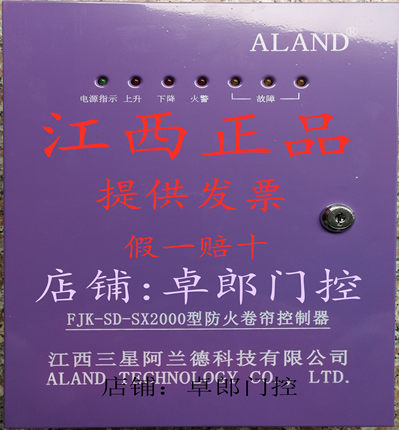 ALAND®
电源指示 上升 下降 火警 故障
江西正品
提供发票
假一赔十
店铺:卓郎门控
FJK-SD-SX2000型防火卷帘控制器
江西三星阿兰德科技有限公司
ALAND TECHNOLOGY CO., LTD.
店铺:卓郎门控